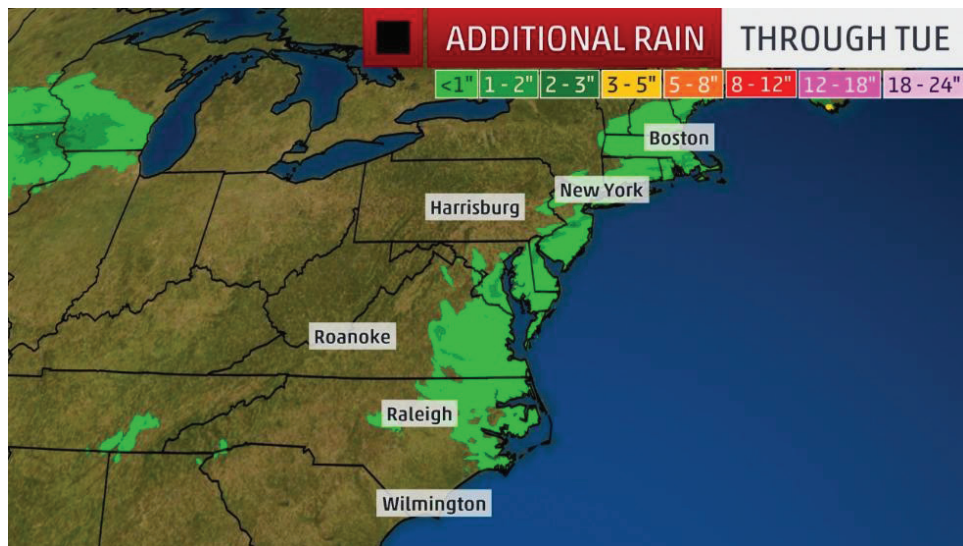 ADDITIONAL RAIN THROUGH TUE
<1" 1 - 2" 2 - 3" 3 - 5" 5 - 8" 8 - 12" 12 - 18" 18 - 24"
Boston
New York
Harrisburg
Roanoke
Raleigh
Wilmington